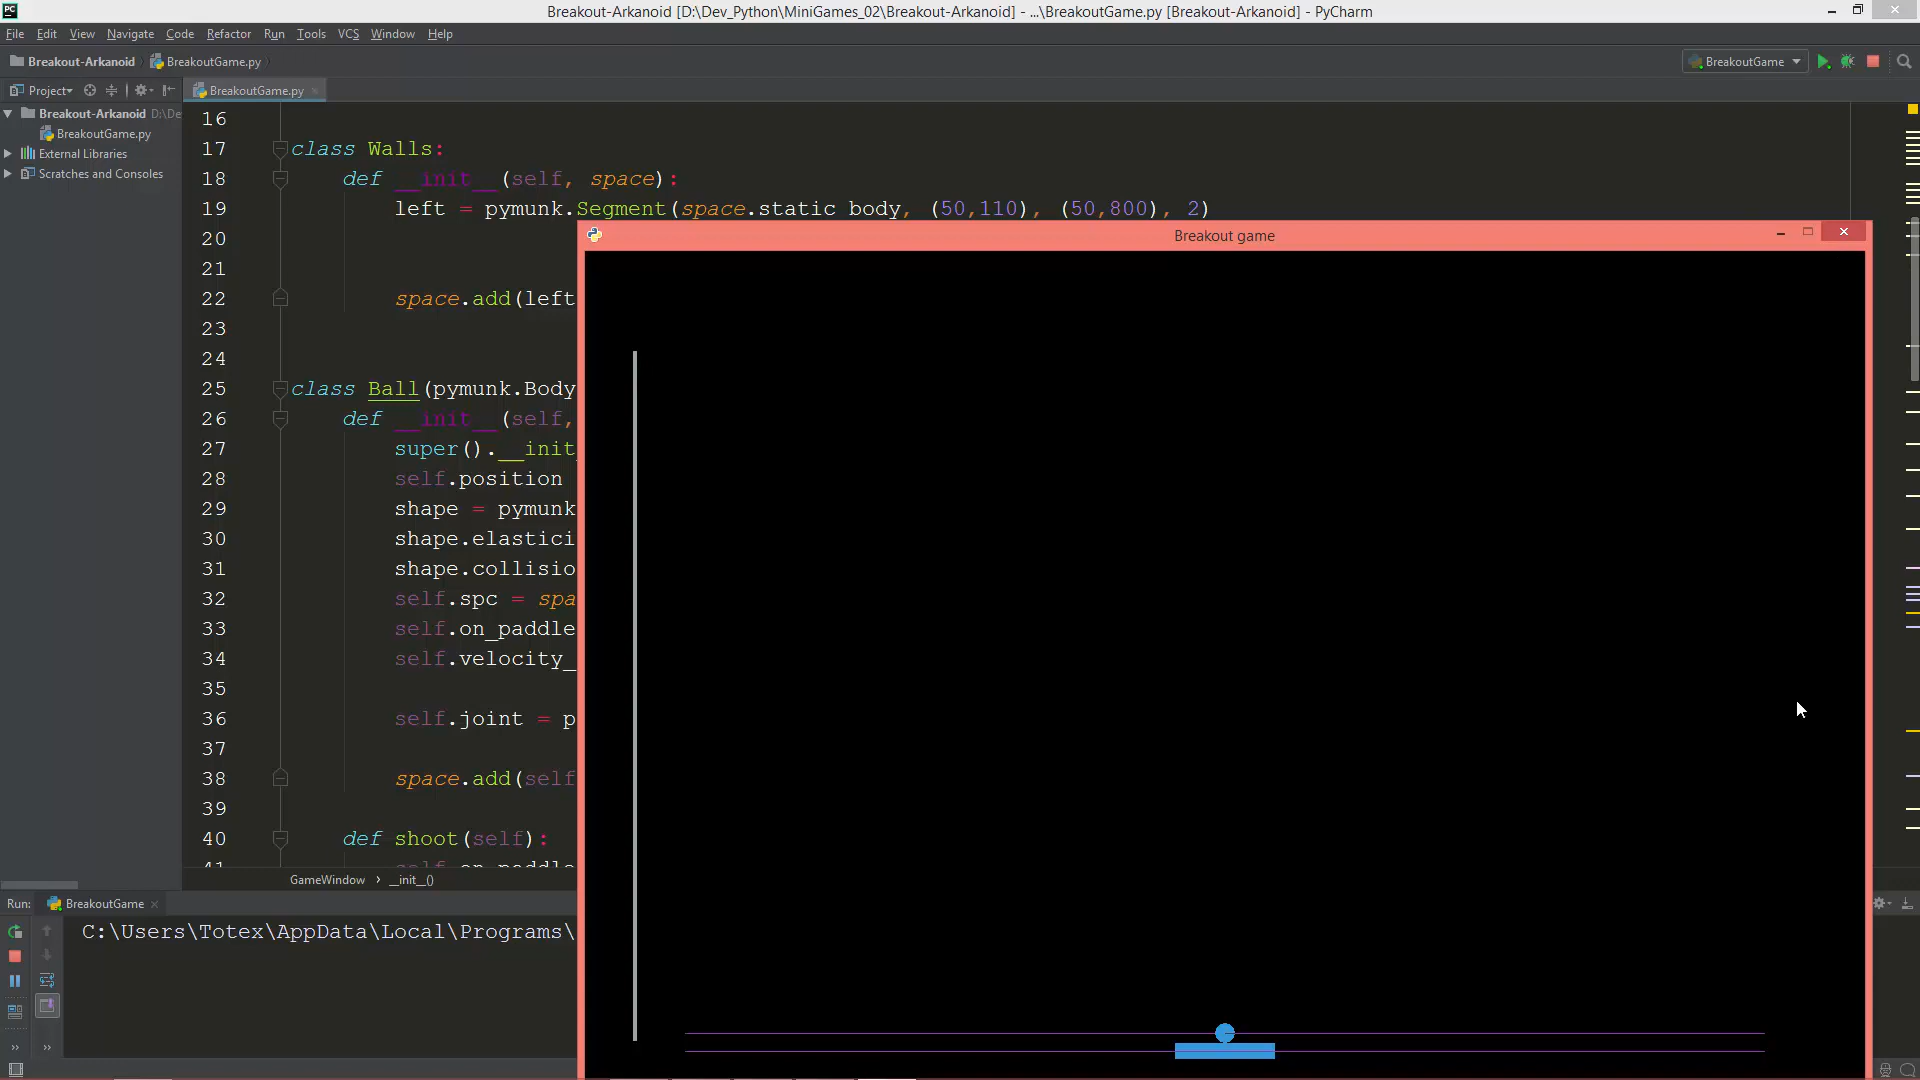 PC
Breakout-Arkanoid [D:\Dev_Python\MiniGames_02\Breakout-Arkanoid] - ...\BreakoutGame.py [Breakout-Arkanoid] - PyCharm
File Edit View Navigate Code Refactor Run Tools VCS Window Help
Breakout-Arkanoid BreakoutGame.py
BreakoutGame
Project
BreakoutGame.py
Breakout-Arkanoid D:\De
BreakoutGame.py
External Libraries
Scratches and Consoles
16
17 class Walls:
18 def __init__(self, space):
19 left = pymunk.Segment(space.static_body, (50,110), (50,800), 2)
20
21
22 space.add(left
23
24
25 class Ball(pymunk.Body
26 def __init__(self,
27 super().__init_
28 self.position
29 shape = pymunk
30 shape.elastici
31 shape.collisio
32 self.spc = spa
33 self.on_paddle
34 self.velocity_
35
36 self.joint = p
37
38 space.add(self
39
40 def shoot(self):
41 self.on_paddle
GameWindow › __init__()
Breakout game
Run: BreakoutGame
C:\Users\Totex\AppData\Local\Programs\